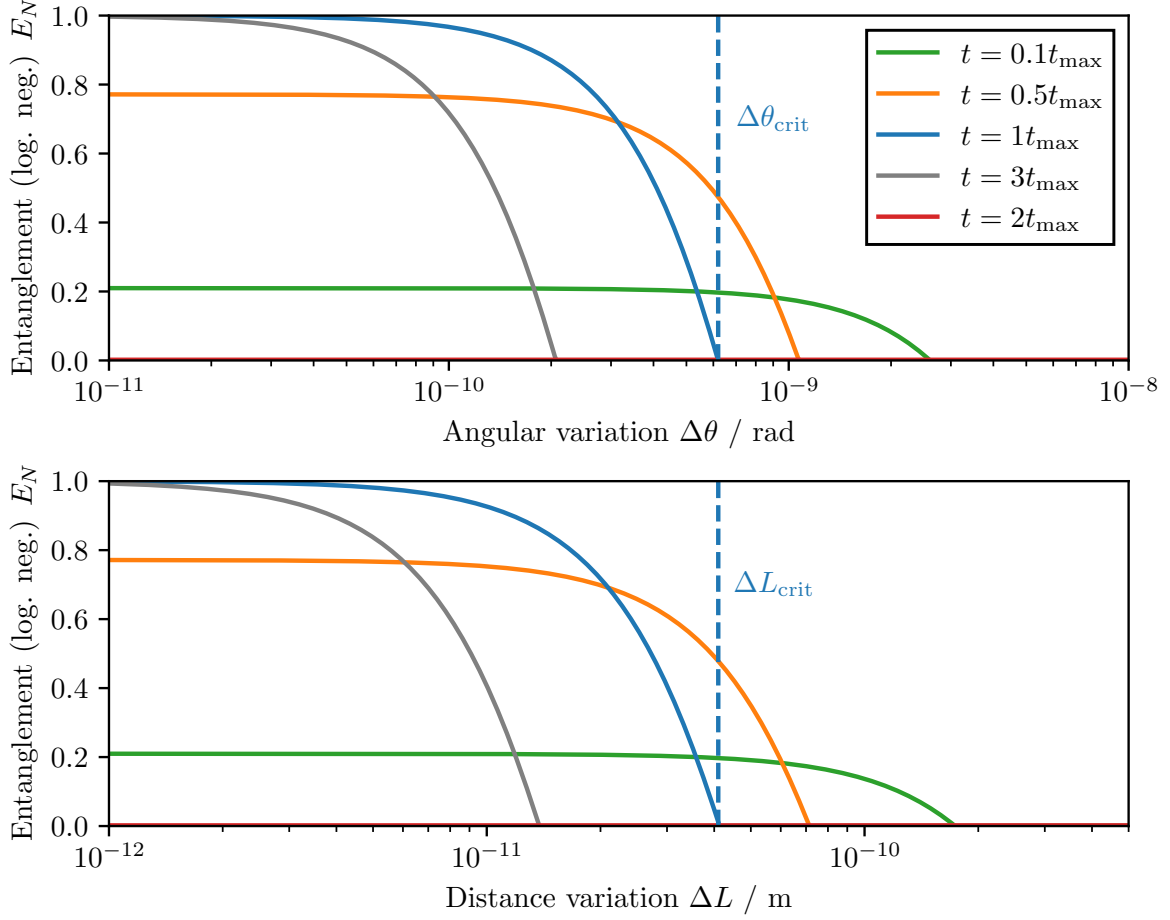 Entanglement (log. neg.) E_N
1.0
0.8
0.6
0.4
0.2
0.0
Δθ_crit
t = 0.1t_max
t = 0.5t_max
t = 1t_max
t = 3t_max
t = 2t_max
10⁻¹¹
10⁻¹⁰
10⁻⁹
10⁻⁸
Angular variation Δθ / rad
Entanglement (log. neg.) E_N
1.0
0.8
0.6
0.4
0.2
0.0
ΔL_crit
10⁻¹²
10⁻¹¹
10⁻¹⁰
Distance variation ΔL / m